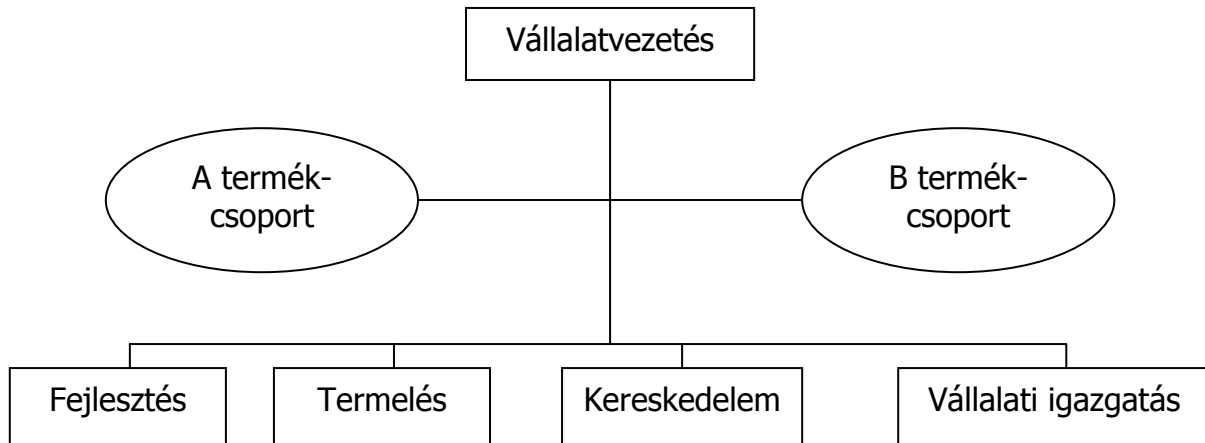 Vállalatvezetés
A termék-
csoport
B termék-
csoport
Fejlesztés
Termelés
Kereskedelem
Vállalati igazgatás